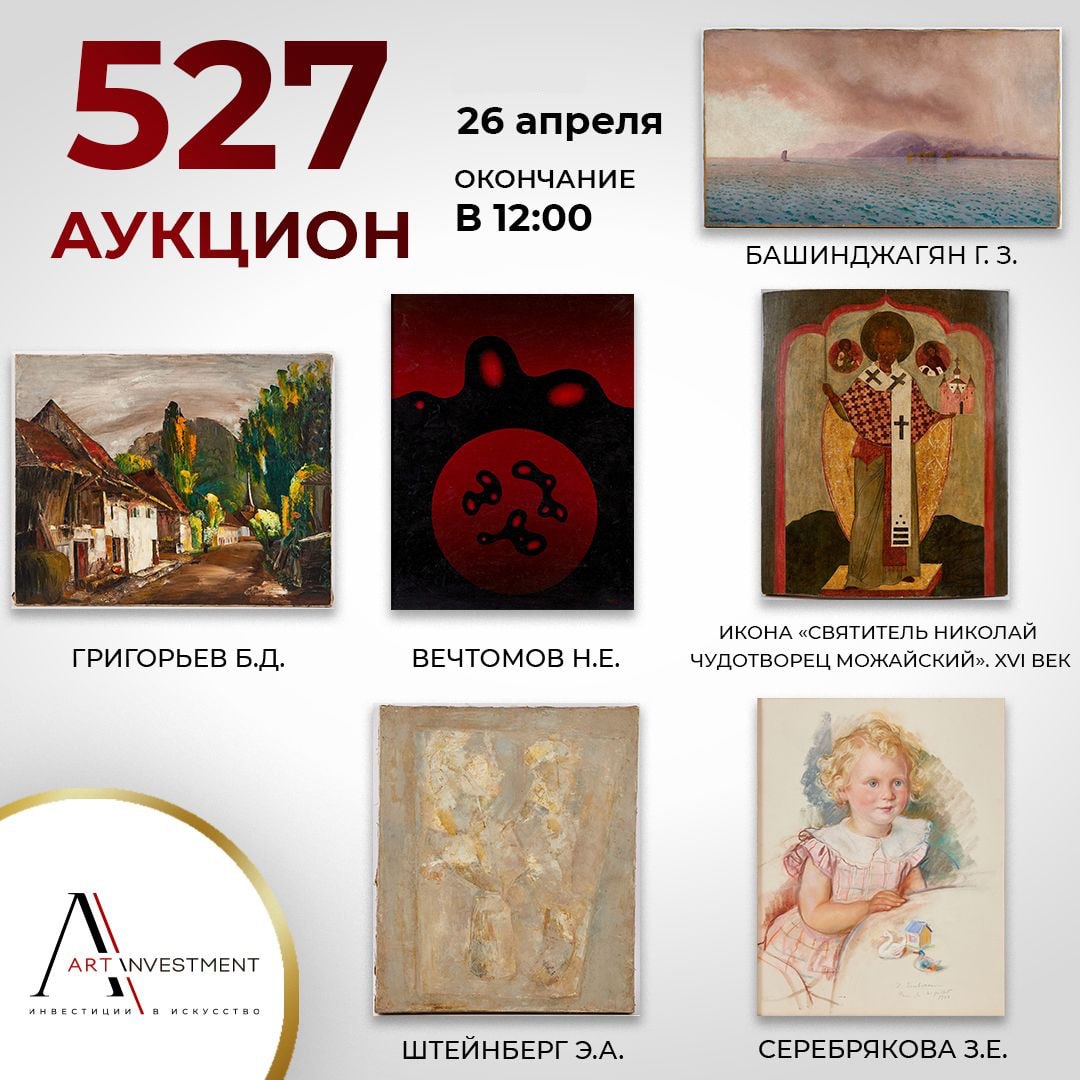 527
АУКЦИОН
26 апреля
ОКОНЧАНИЕ
В 12:00
БАШИНДЖАГЯН Г. З.
ГРИГОРЬЕВ Б.Д.
ВЕЧТОМОВ Н.Е.
ИКОНА «СВЯТИТЕЛЬ НИКОЛАЙ
ЧУДОТВОРЕЦ МОЖАЙСКИЙ». XVI ВЕК
ШТЕЙНБЕРГ Э.А.
СЕРЕБРЯКОВА З.Е.
ART INVESTMENT
ИНВЕСТИЦИИ В ИСКУССТВО